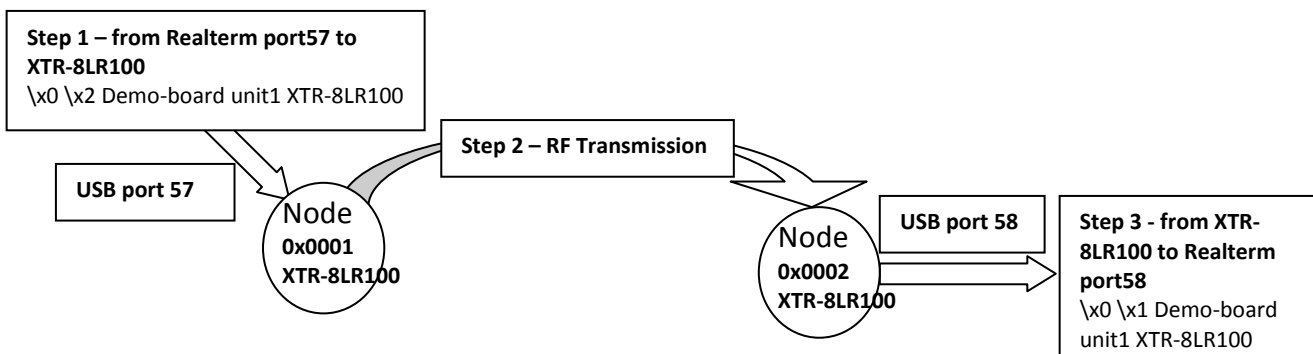 Step 1 – from Realterm port57 to
XTR-8LR100
\x0 \x2 Demo-board unit1 XTR-8LR100
USB port 57
Node
0x0001
XTR-8LR100
Step 2 – RF Transmission
Node
0x0002
XTR-8LR100
USB port 58
Step 3 - from XTR-
8LR100 to Realterm
port58
\x0 \x1 Demo-board
unit1 XTR-8LR100